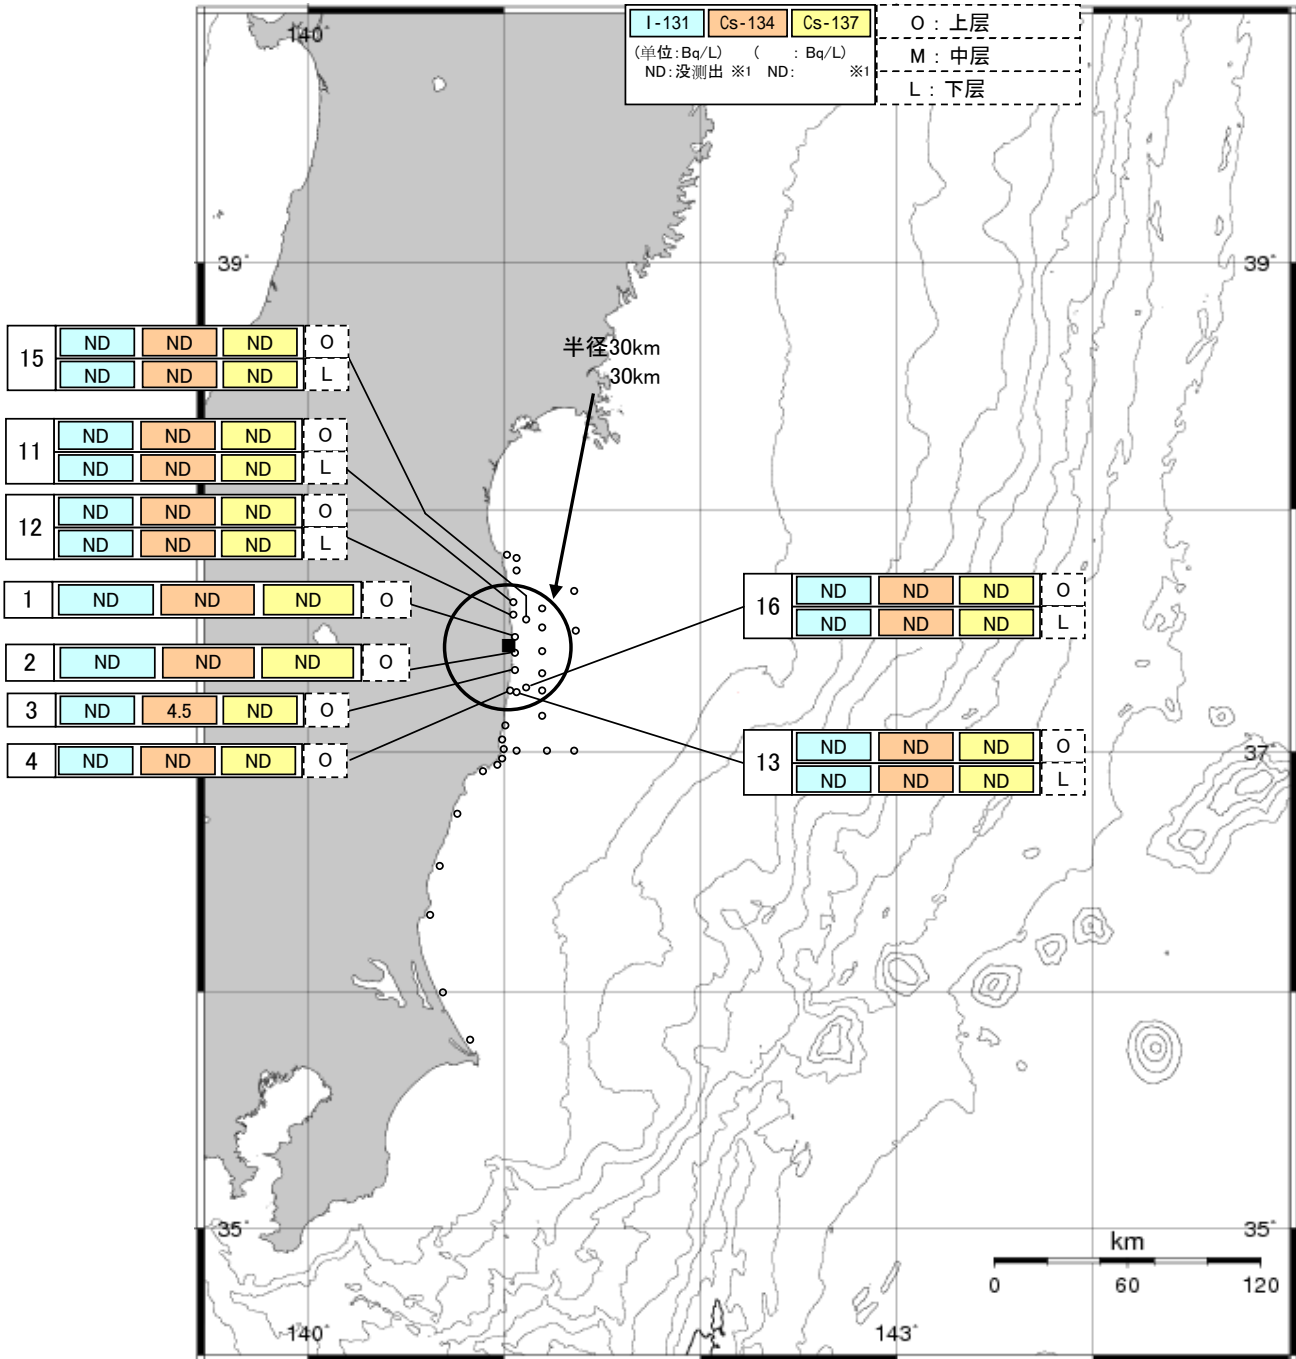 I-131 Cs-134 Cs-137
(单位:Bq/L) ( : Bq/L)
ND:没測出 ※1 ND: ※1
O : 上层
M : 中层
L : 下层
140°
39° 39°
半径30km
30km
15 ND ND ND O
ND ND ND L
11 ND ND ND O
ND ND ND L
12 ND ND ND O
ND ND ND L
1 ND ND ND O
2 ND ND ND O
3 ND 4.5 ND O
4 ND ND ND O
16 ND ND ND O
ND ND ND L
13 ND ND ND O
ND ND ND L
37°
35° 35°
km
0 60 120
140° 143°